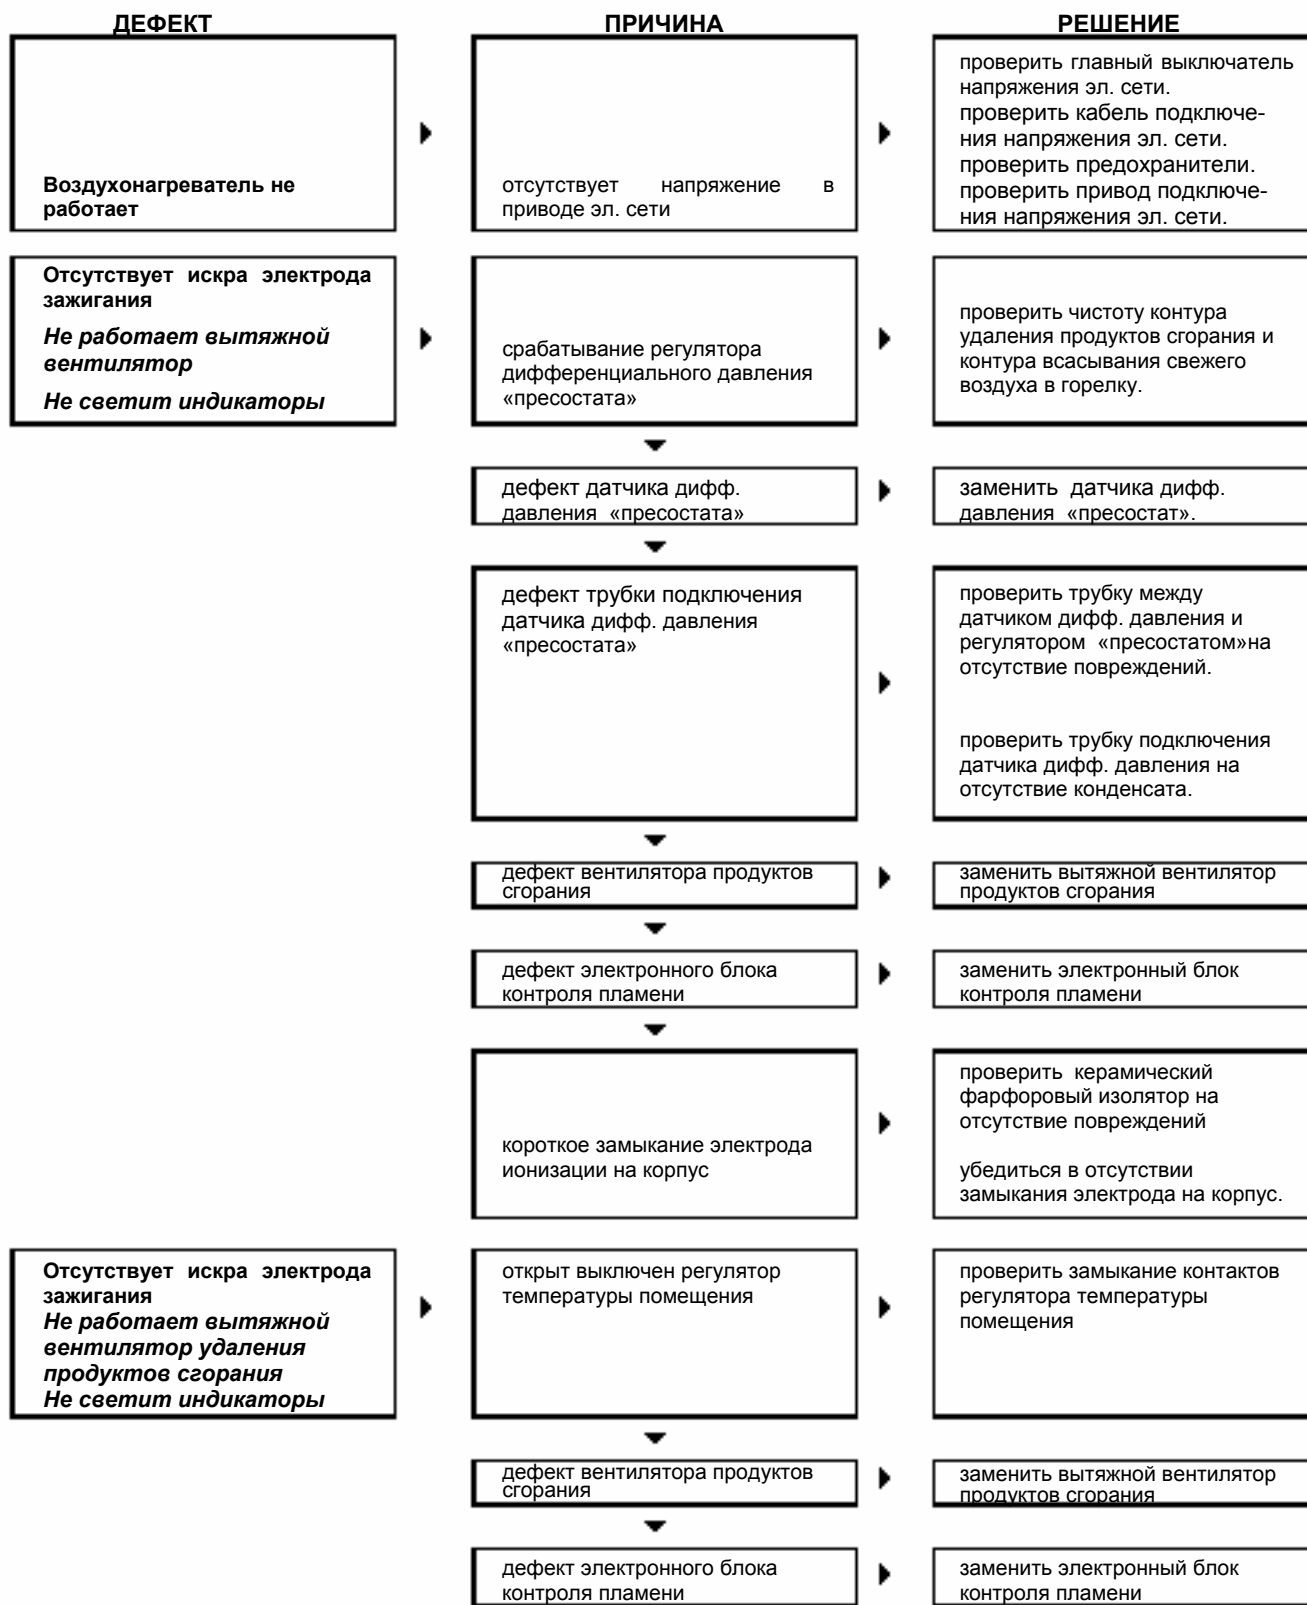 ДЕФЕКТ
ПРИЧИНА
РЕШЕНИЕ
Воздухонагреватель не
работает
отсутствует напряжение в
приводе эл. сети
проверить главный выключатель
напряжения эл. сети.
проверить кабель подключе-
ния напряжения эл. сети.
проверить предохранители.
проверить привод подключе-
ния напряжения эл. сети.
Отсутствует искра электрода
зажигания
Не работает вытяжной
вентилятор
Не светит индикаторы
срабатывание регулятора
дифференциального давления
«пресостата»
проверить чистоту контура
удаления продуктов сгорания и
контура всасывания свежего
воздуха в горелку.
дефект датчика дифф.
давления «пресостата»
заменить датчика дифф.
давления «пресостат».
дефект трубки подключения
датчика дифф. давления
«пресостата»
проверить трубку между
датчиком дифф. давления и
регулятором «пресостатом»на
отсутствие повреждений.
проверить трубку подключения
датчика дифф. давления на
отсутствие конденсата.
дефект вентилятора продуктов
сгорания
заменить вытяжной вентилятор
продуктов сгорания
дефект электронного блока
контроля пламени
заменить электронный блок
контроля пламени
короткое замыкание электрода
ионизации на корпус
проверить керамический
фарфоровый изолятор на
отсутствие повреждений
убедиться в отсутствии
замыкания электрода на корпус.
Отсутствует искра электрода
зажигания
Не работает вытяжной
вентилятор удаления
продуктов сгорания
Не светит индикаторы
открыт выключен регулятор
температуры помещения
проверить замыкание контактов
регулятора температуры
помещения
дефект вентилятора продуктов
сгорания
заменить вытяжной вентилятор
продуктов сгорания
дефект электронного блока
контроля пламени
заменить электронный блок
контроля пламени